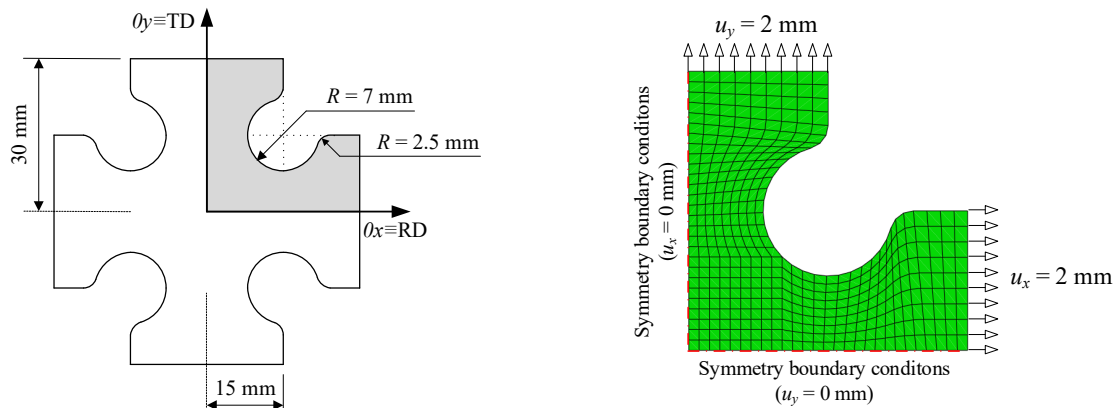 0y≡TD
30 mm
R = 7 mm
R = 2.5 mm
0x≡RD
15 mm
u_y = 2 mm
Symmetry boundary conditons
(u_x = 0 mm)
u_x = 2 mm
Symmetry boundary conditons
(u_y = 0 mm)